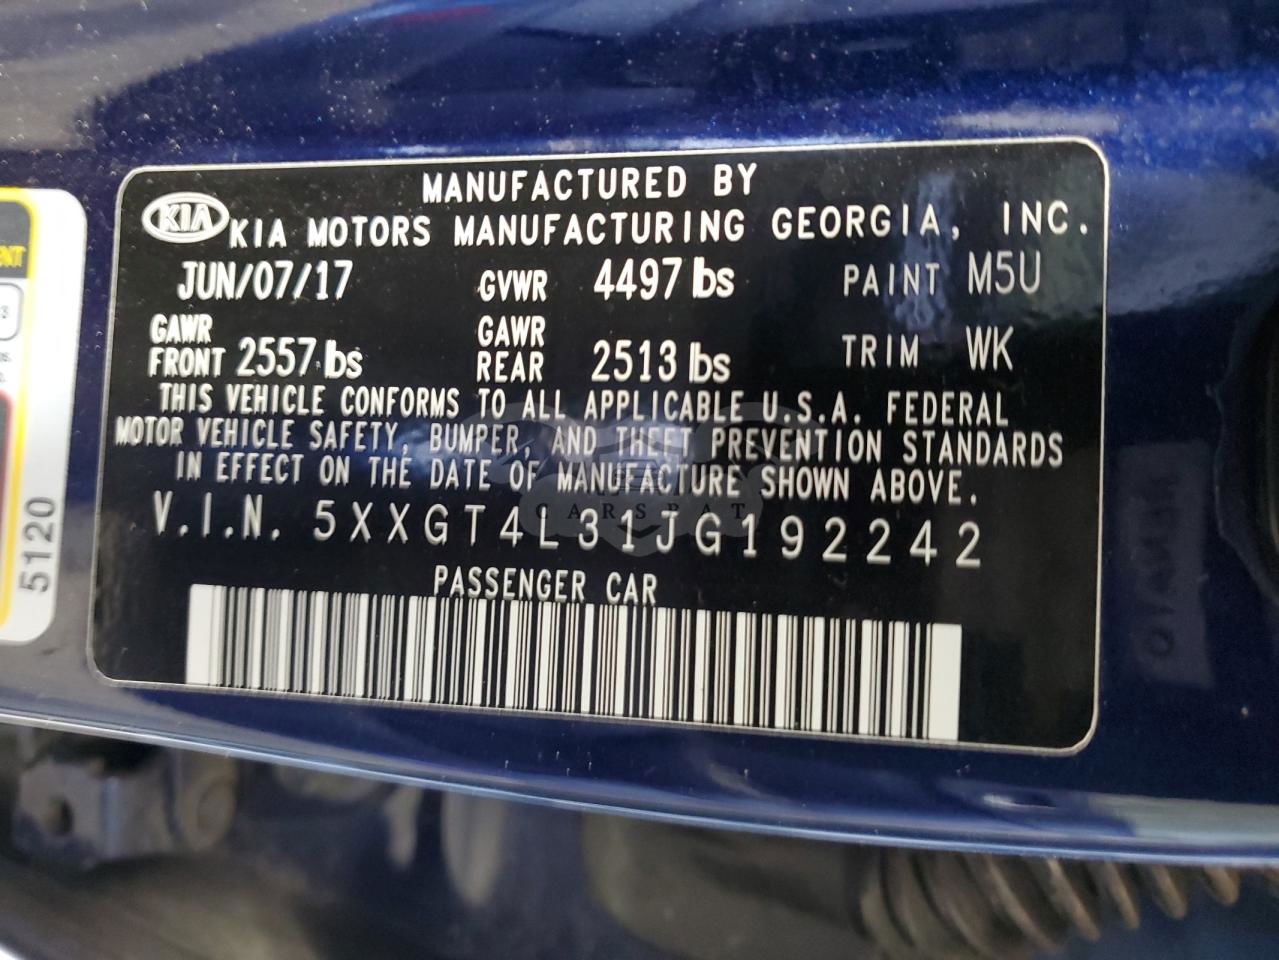 MANUFACTURED BY
KIA KIA MOTORS MANUFACTURING GEORGIA, INC.
JUN/07/17 GVWR 4497 lbs PAINT M5U
GAWR FRONT 2557 lbs GAWR REAR 2513 lbs TRIM WK
THIS VEHICLE CONFORMS TO ALL APPLICABLE U.S.A. FEDERAL
MOTOR VEHICLE SAFETY, BUMPER, AND THEFT PREVENTION STANDARDS
IN EFFECT ON THE DATE OF MANUFACTURE SHOWN ABOVE.
V.I.N. 5XXGT4L31JG192242
PASSENGER CAR
CARSBAT
5120